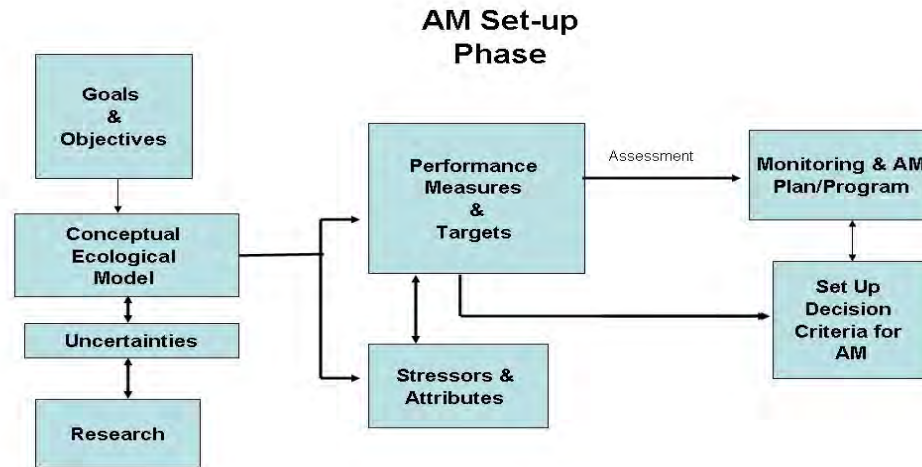 AM Set-up
Phase
Goals
&
Objectives
Conceptual
Ecological
Model
Uncertainties
Research
Performance
Measures
&
Targets
Stressors &
Attributes
Assessment
Monitoring & AM
Plan/Program
Set Up
Decision
Criteria for
AM